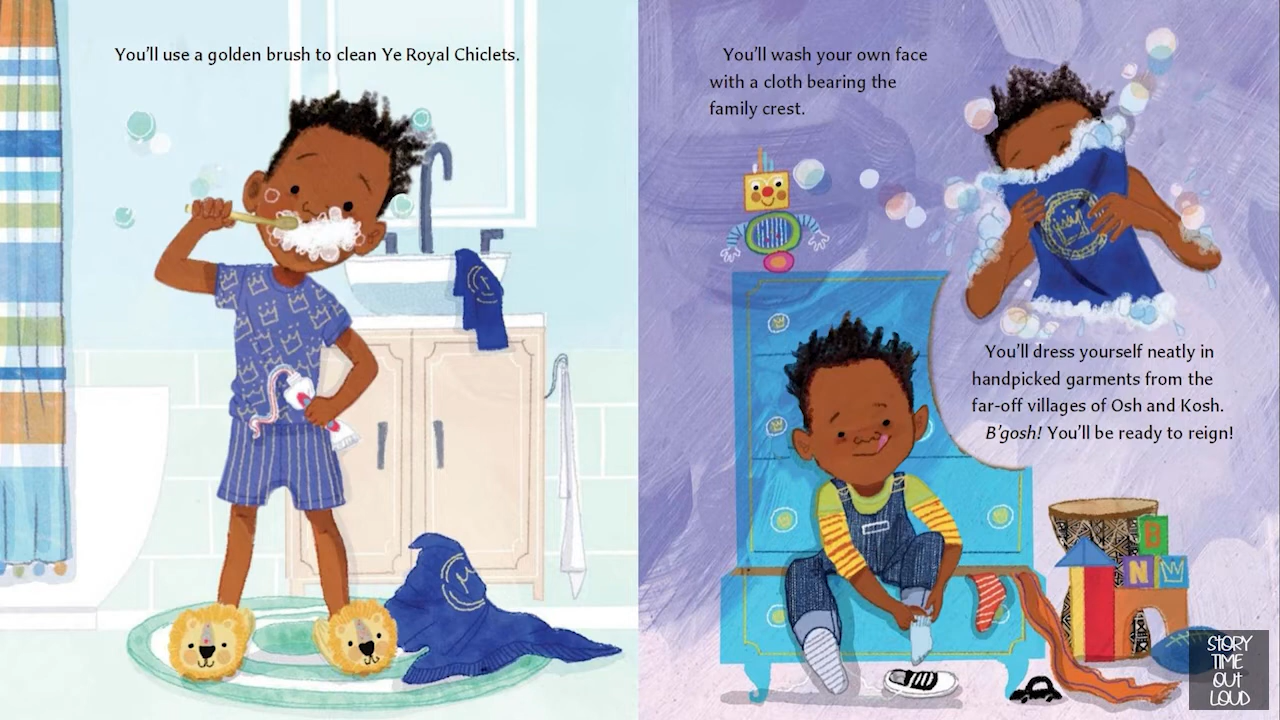 You’ll use a golden brush to clean Ye Royal Chiclets.
You’ll wash your own face
with a cloth bearing the
family crest.
You’ll dress yourself neatly in
handpicked garments from the
far-off villages of Osh and Kosh.
B’gosh! You’ll be ready to reign!
B
N
STORY
TIME
OUT
LOUD